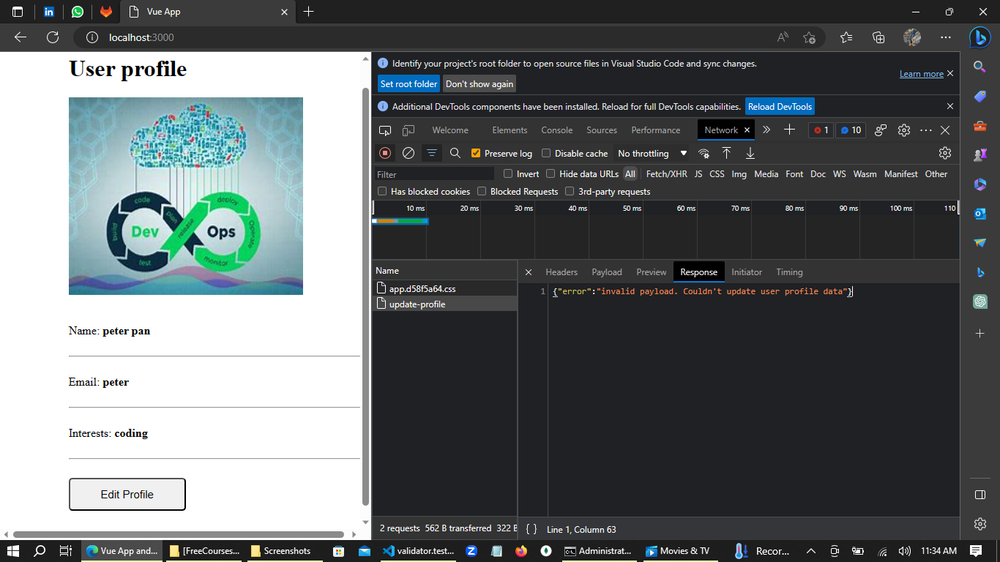 Vue App
localhost:3000
User profile
code
build
test
plan
release
deploy
Operate
monitor
Dev
Ops
Name: peter pan
Email: peter
Interests: coding
Edit Profile
Identify your project's root folder to open source files in Visual Studio Code and sync changes.
Set root folder Don't show again
Learn more
Additional DevTools components have been installed. Reload for full DevTools capabilities. Reload DevTools
Welcome Elements Console Sources Performance Network 1 10
Preserve log Disable cache No throttling
Filter Invert Hide data URLs All Fetch/XHR JS CSS Img Media Font Doc WS Wasm Manifest Other
Has blocked cookies Blocked Requests 3rd-party requests
10 ms 20 ms 30 ms 40 ms 50 ms 60 ms 70 ms 80 ms 90 ms 100 ms 110
Name
app.d58f5a64.css
update-profile
Headers Payload Preview Response Initiator Timing
1 {"error":"invalid payload. Couldn't update user profile data"}
2 requests 562 B transferred 322 B
{ } Line 1, Column 63
Vue App and... [FreeCourses... Screenshots validator.test... Administrat... Movies & TV Recor... 11:34 AM